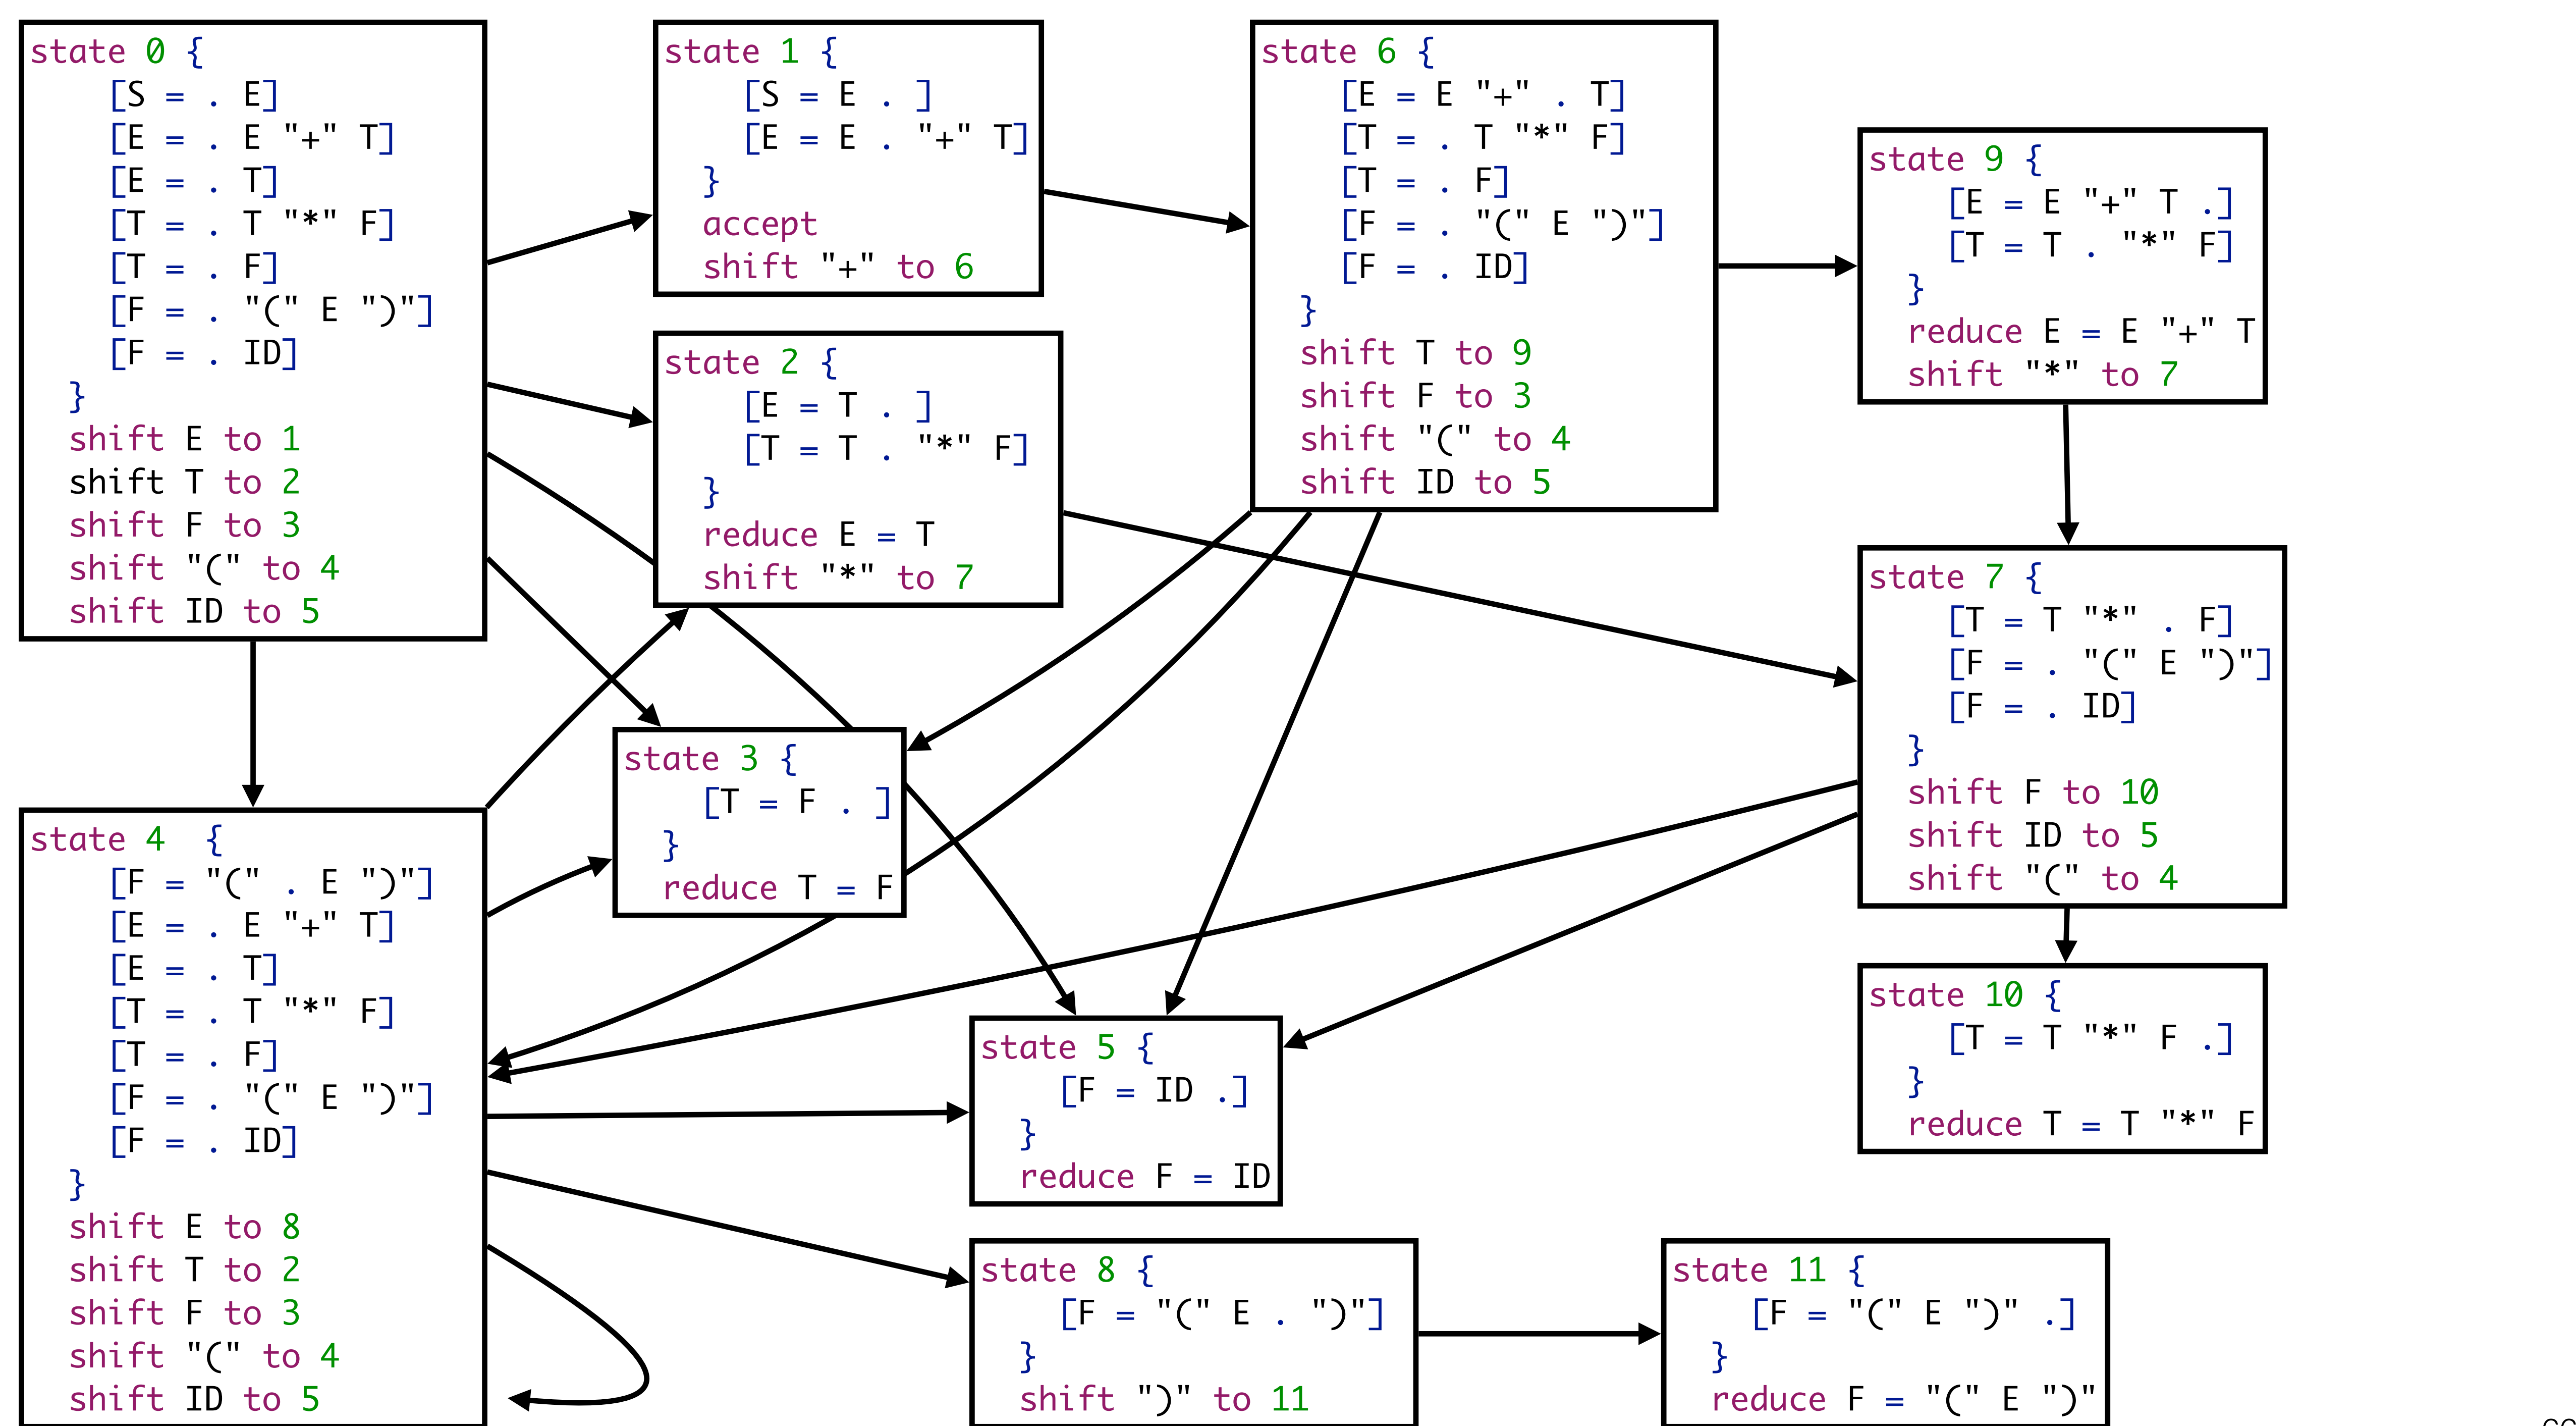 state 0 {
[S = . E]
[E = . E "+" T]
[E = . T]
[T = . T "*" F]
[T = . F]
[F = . "(" E ")"]
[F = . ID]
}
shift E to 1
shift T to 2
shift F to 3
shift "(" to 4
shift ID to 5
state 1 {
[S = E . ]
[E = E . "+" T]
}
accept
shift "+" to 6
state 2 {
[E = T . ]
[T = T . "*" F]
}
reduce E = T
shift "*" to 7
state 6 {
[E = E "+" . T]
[T = . T "*" F]
[T = . F]
[F = . "(" E ")"]
[F = . ID]
}
shift T to 9
shift F to 3
shift "(" to 4
shift ID to 5
state 9 {
[E = E "+" T .]
[T = T . "*" F]
}
reduce E = E "+" T
shift "*" to 7
state 7 {
[T = T "*" . F]
[F = . "(" E ")"]
[F = . ID]
}
shift F to 10
shift ID to 5
shift "(" to 4
state 3 {
[T = F . ]
}
reduce T = F
state 4 {
[F = "(" . E ")"]
[E = . E "+" T]
[E = . T]
[T = . T "*" F]
[T = . F]
[F = . "(" E ")"]
[F = . ID]
}
shift E to 8
shift T to 2
shift F to 3
shift "(" to 4
shift ID to 5
state 5 {
[F = ID .]
}
reduce F = ID
state 10 {
[T = T "*" F .]
}
reduce T = T "*" F
state 8 {
[F = "(" E . ")"]
}
shift ")" to 11
state 11 {
[F = "(" E ")" .]
}
reduce F = "(" E ")"